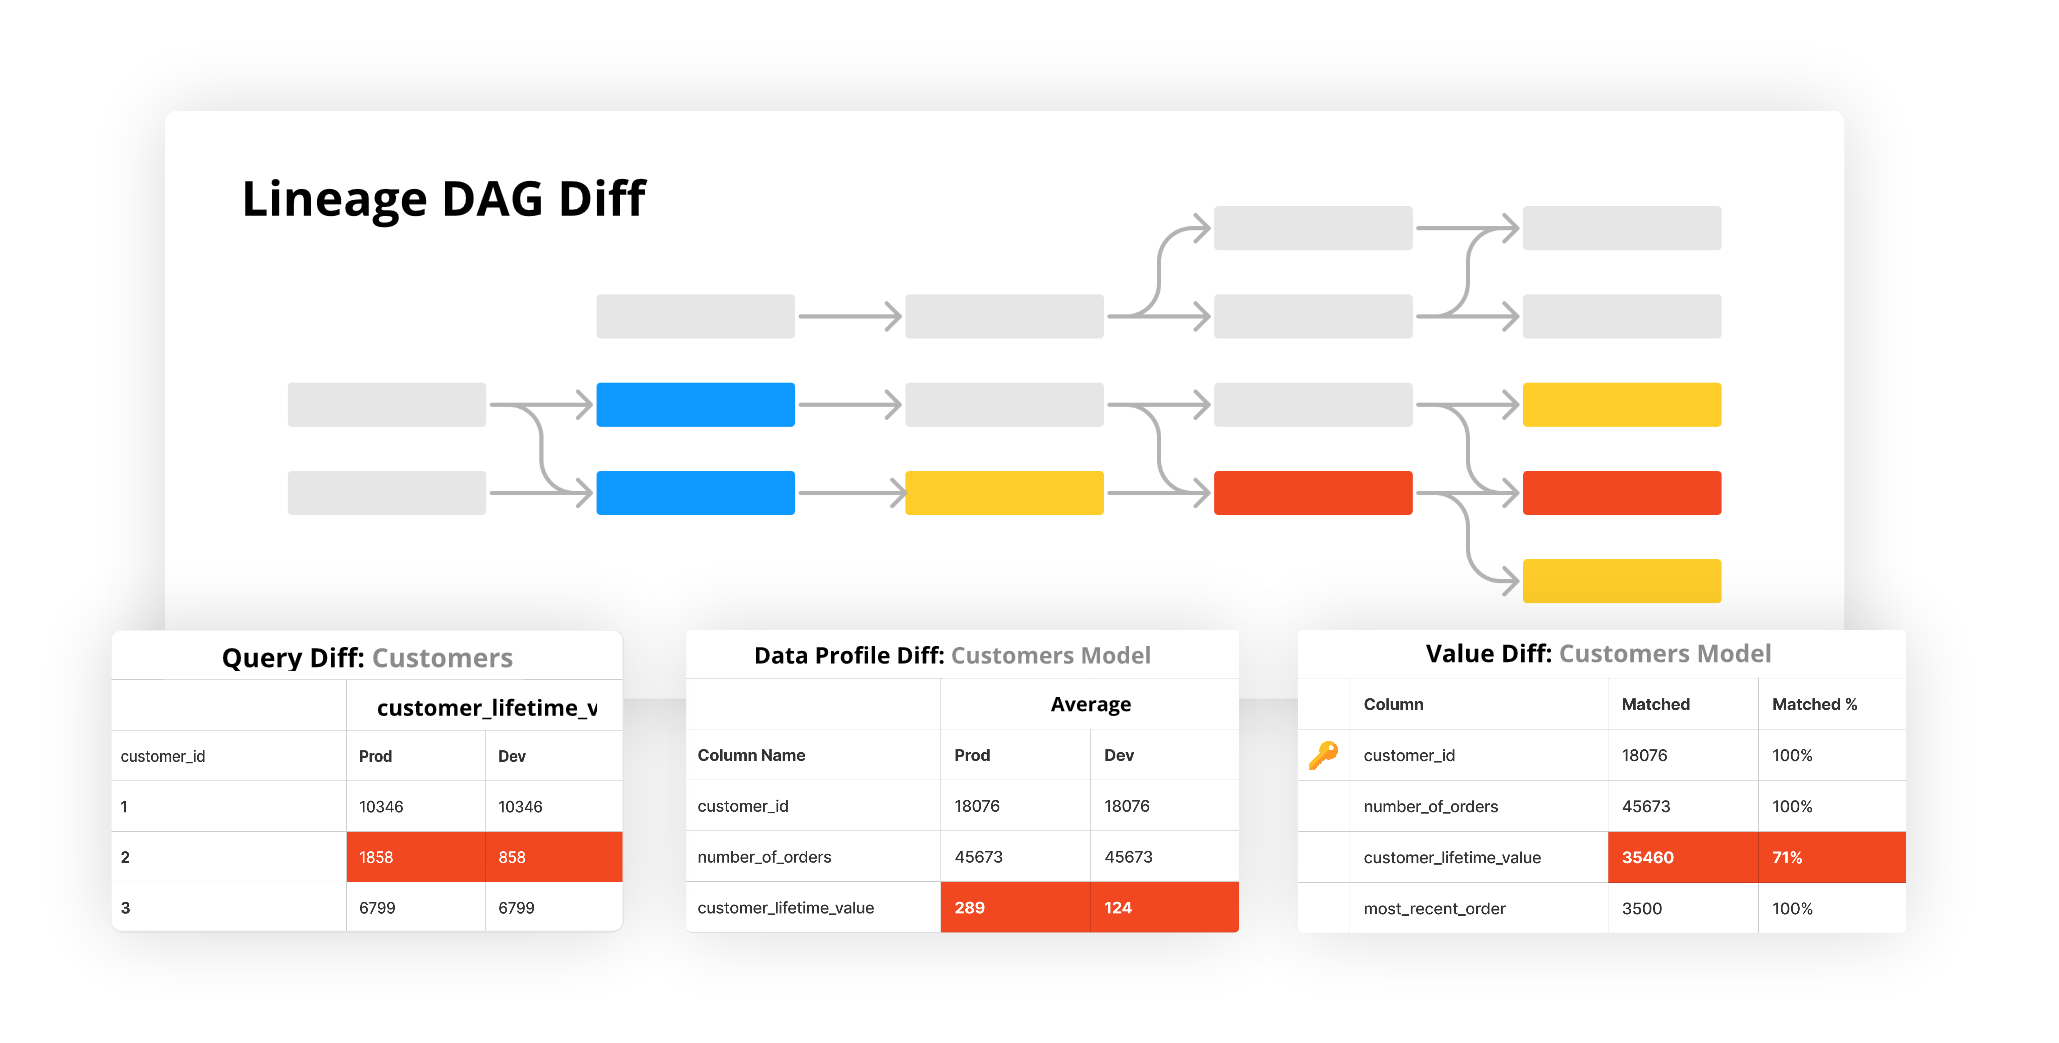 Lineage DAG Diff
Query Diff: Customers
customer_lifetime_v
customer_id Prod Dev
1 10346 10346
2 1858 858
3 6799 6799
Data Profile Diff: Customers Model
Average
Column Name Prod Dev
customer_id 18076 18076
number_of_orders 45673 45673
customer_lifetime_value 289 124
Value Diff: Customers Model
Column Matched Matched %
customer_id 18076 100%
number_of_orders 45673 100%
customer_lifetime_value 35460 71%
most_recent_order 3500 100%